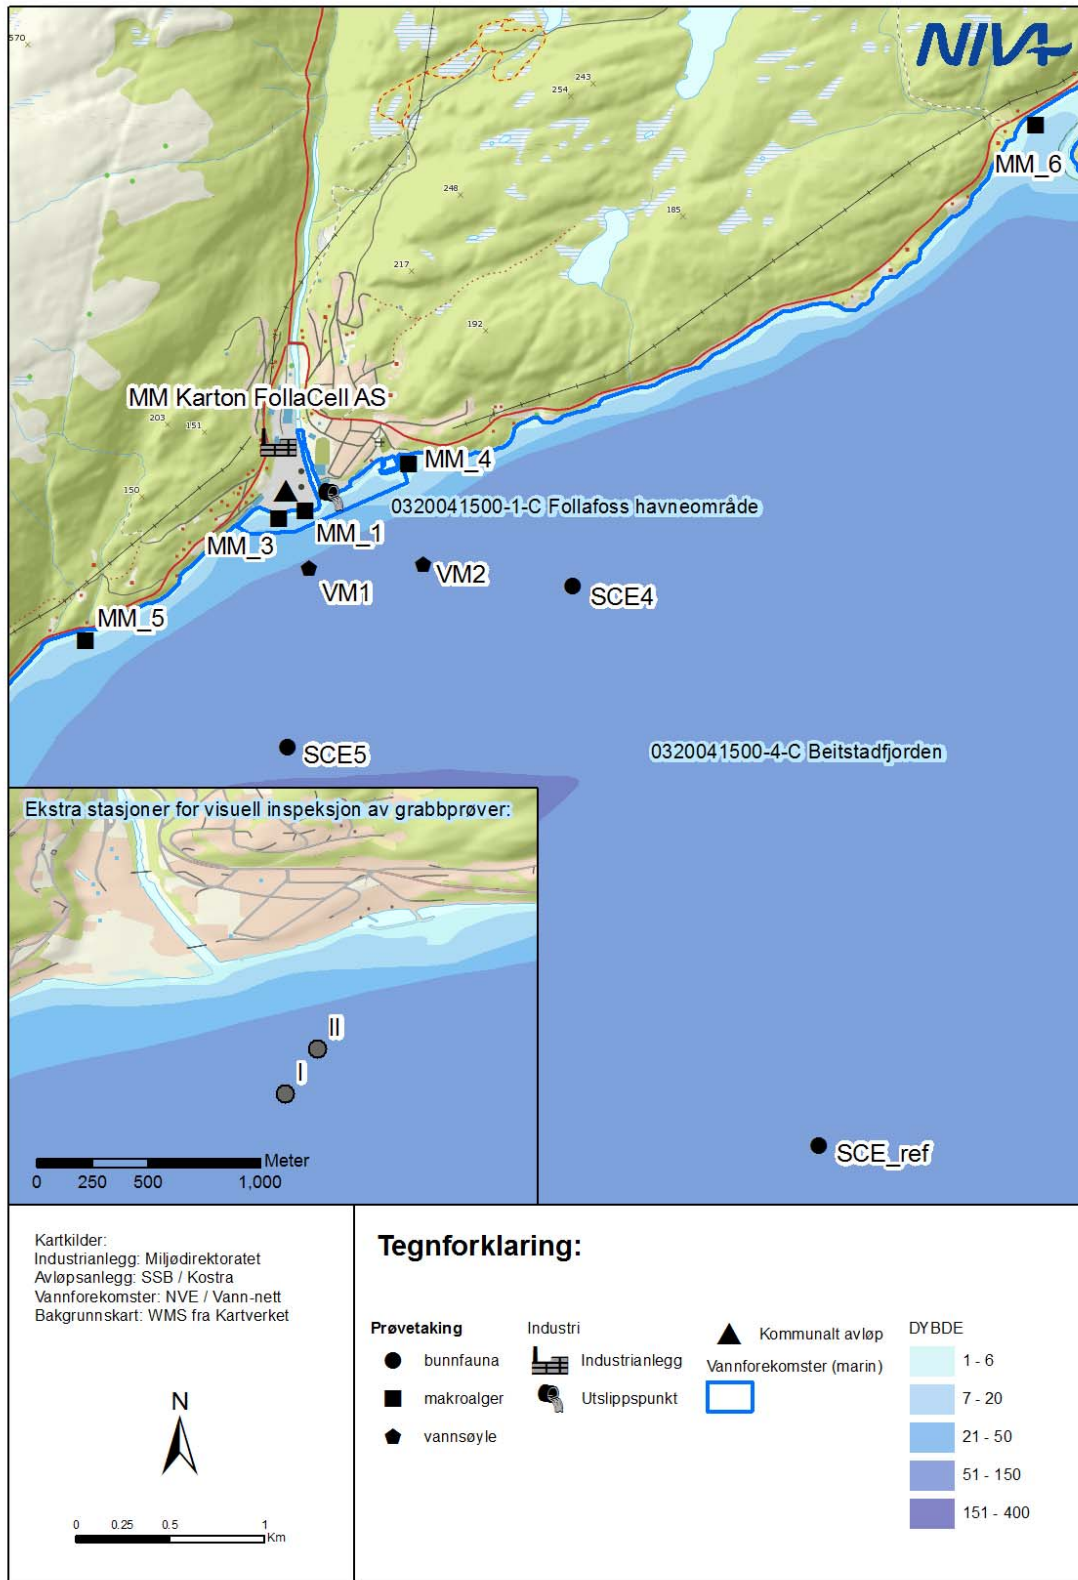 NIVA
570
243
254
MM_6
248
185
217
192
MM Karton FollaCell AS
203
151
MM_4
150
0320041500-1-C Follafoss havneområde
MM_1
MM_3
VM2
VM1
SCE4
MM_5
SCE5
0320041500-4-C Beitstadfjorden
Ekstra stasjoner for visuell inspeksjon av grabbprøver:
II
I
Meter
0 250 500 1,000
SCE_ref
Kartkilder:
Industrianlegg: Miljødirektoratet
Avløpsanlegg: SSB / Kostra
Vannforekomster: NVE / Vann-nett
Bakgrunnskart: WMS fra Kartverket
N
0 0.25 0.5 1
Km
Tegnforklaring:
Prøvetaking
bunnfauna
makroalger
vannsøyle
Industri
Industrianlegg
Utslippspunkt
Kommunalt avløp
Vannforekomster (marin)
DYBDE
1 - 6
7 - 20
21 - 50
51 - 150
151 - 400